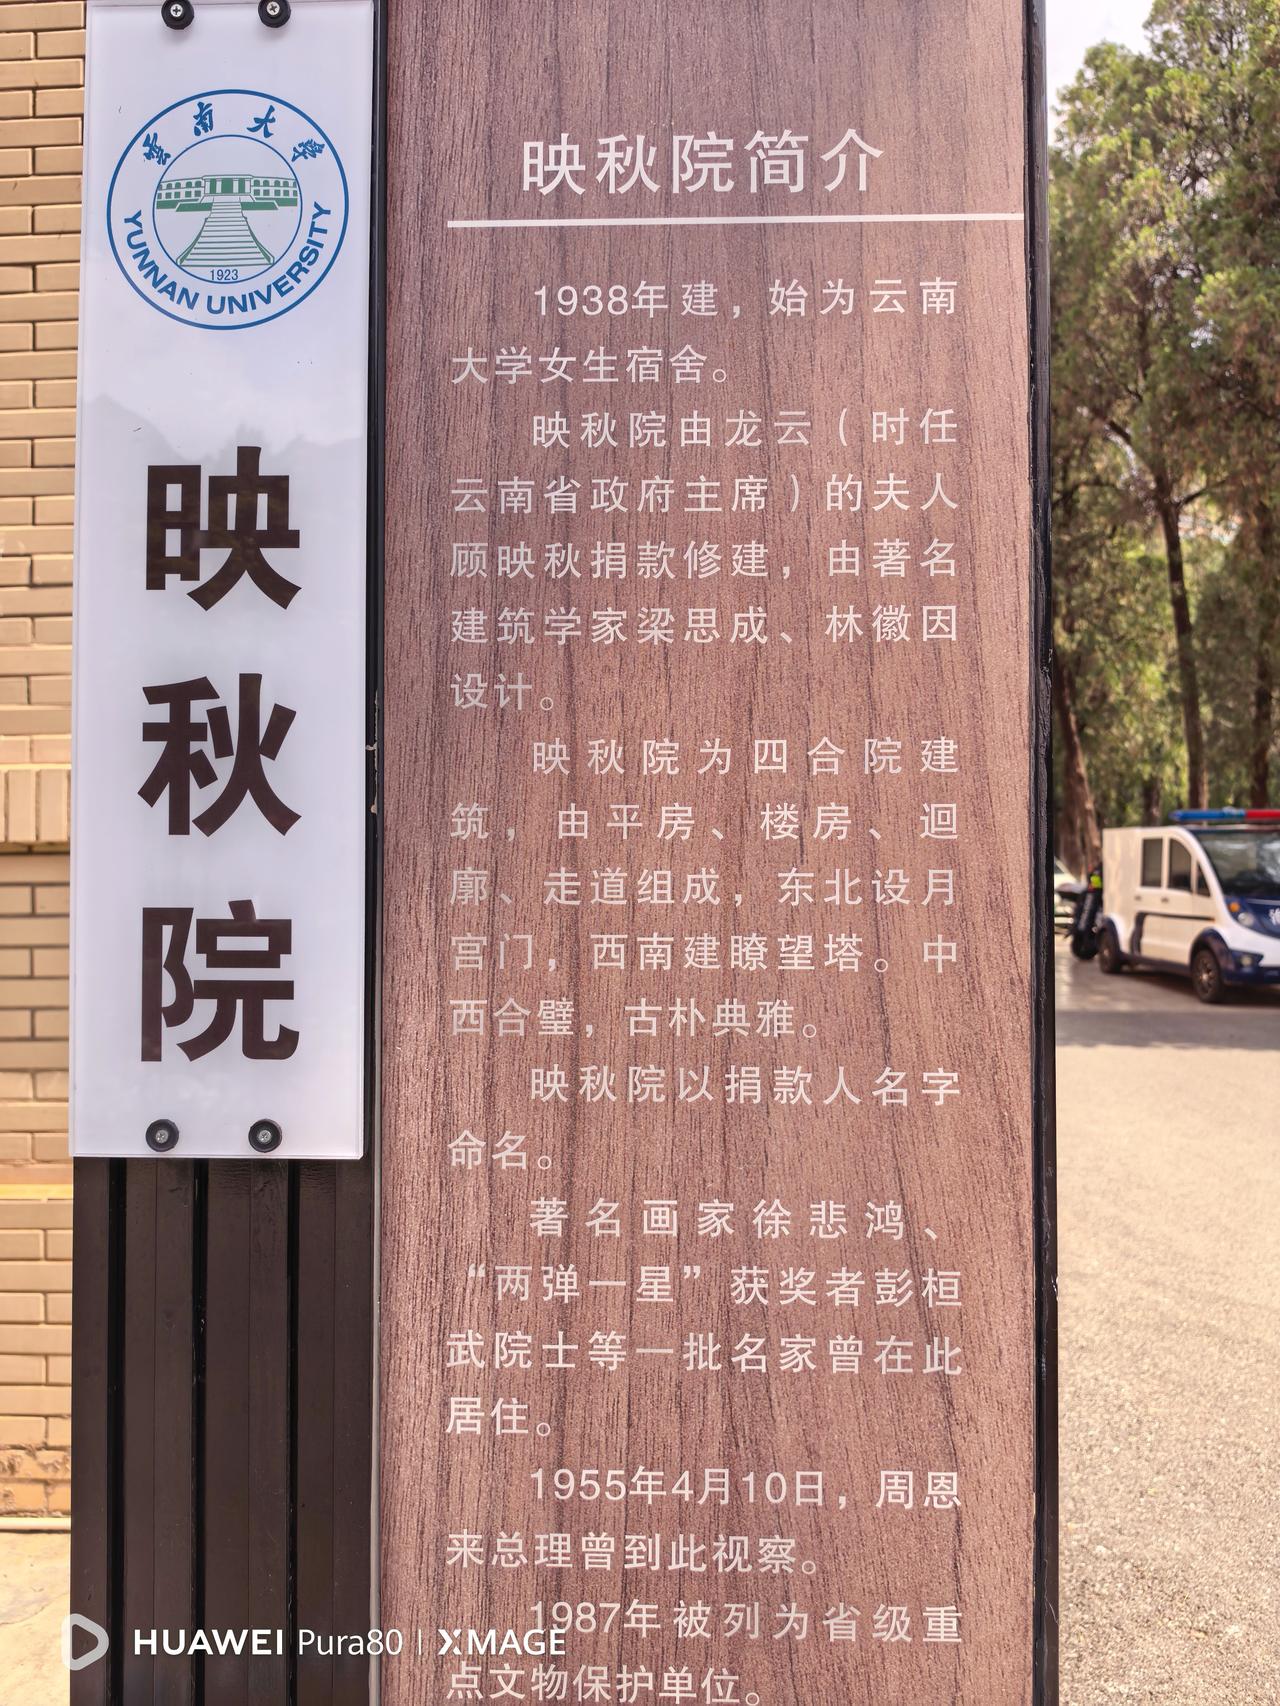 雲南大學
YUNNAN UNIVERSITY
1923
映秋院
映秋院简介
1938年建，始为云南
大学女生宿舍。
映秋院由龙云（时任
云南省政府主席）的夫人
顾映秋捐款修建，由著名
建筑学家梁思成、林徽因
设计。
映秋院为四合院建
筑，由平房、楼房、迴
廓、走道组成，东北设月
宫门，西南建瞭望塔。中
西合璧，古朴典雅。
映秋院以捐款人名字
命名。
著名画家徐悲鸿、
“两弹一星”获奖者彭桓
武院士等一批名家曾在此
居住。
1955年4月10日，周恩
来总理曾到此视察。
1987年被列为省级重
点文物保护单位。
HUAWEI Pura80 | XMAGE